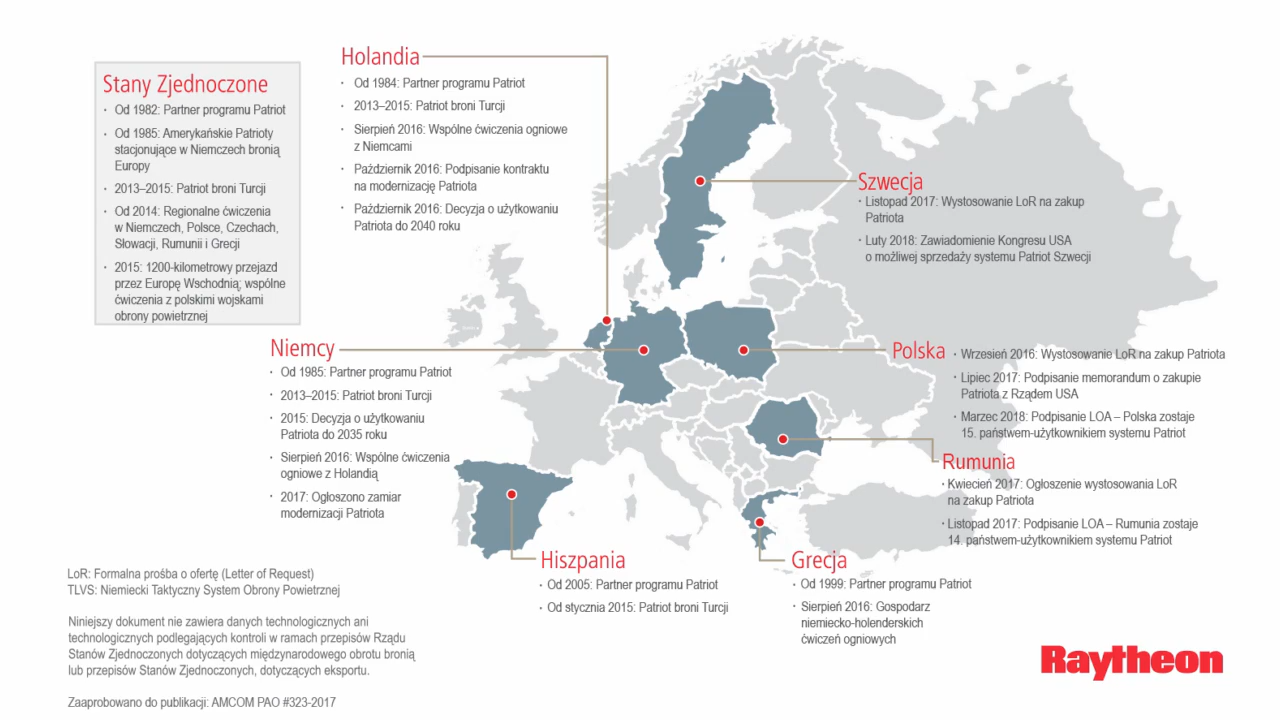 Stany Zjednoczone
· Od 1982: Partner programu Patriot
· Od 1985: Amerykańskie Patrioty
stacjonujące w Niemczech bronią
Europy
· 2013–2015: Patriot broni Turcji
· Od 2014: Regionalne ćwiczenia
w Niemczech, Polsce, Czechach,
Słowacji, Rumunii i Grecji
· 2015: 1200-kilometrowy przejazd
przez Europę Wschodnią; wspólne
ćwiczenia z polskimi wojskami
obrony powietrznej
Holandia
· Od 1984: Partner programu Patriot
· 2013–2015: Patriot broni Turcji
· Sierpień 2016: Wspólne ćwiczenia ogniowe
z Niemcami
· Październik 2016: Podpisanie kontraktu
na modernizację Patriota
· Październik 2016: Decyzja o użytkowaniu
Patriota do 2040 roku
Szwecja
· Listopad 2017: Wystosowanie LoR na zakup
Patriota
· Luty 2018: Zawiadomienie Kongresu USA
o możliwej sprzedaży systemu Patriot Szwecji
Niemcy
· Od 1985: Partner programu Patriot
· 2013–2015: Patriot broni Turcji
· 2015: Decyzja o użytkowaniu
Patriota do 2035 roku
· Sierpień 2016: Wspólne ćwiczenia
ogniowe z Holandią
· 2017: Ogłoszono zamiar
modernizacji Patriota
Polska
· Wrzesień 2016: Wystosowanie LoR na zakup Patriota
· Lipiec 2017: Podpisanie memorandum o zakupie
Patriota z Rządem USA
· Marzec 2018: Podpisanie LOA – Polska zostaje
15. państwem-użytkownikiem systemu Patriot
Rumunia
· Kwiecień 2017: Ogłoszenie wystosowania LoR
na zakup Patriota
· Listopad 2017: Podpisanie LOA – Rumunia zostaje
14. państwem-użytkownikiem systemu Patriot
Hiszpania
· Od 2005: Partner programu Patriot
· Od stycznia 2015: Patriot broni Turcji
Grecja
· Od 1999: Partner programu Patriot
· Sierpień 2016: Gospodarz
niemiecko-holenderskich
ćwiczeń ogniowych
LoR: Formalna prośba o ofertę (Letter of Request)
TLVS: Niemiecki Taktyczny System Obrony Powietrznej
Niniejszy dokument nie zawiera danych technologicznych ani
technologicznych podlegających kontroli w ramach przepisów Rządu
Stanów Zjednoczonych dotyczących międzynarodowego obrotu bronią
lub przepisów Stanów Zjednoczonych, dotyczących eksportu.
Zaaprobowano do publikacji: AMCOM PAO #323-2017
Raytheon